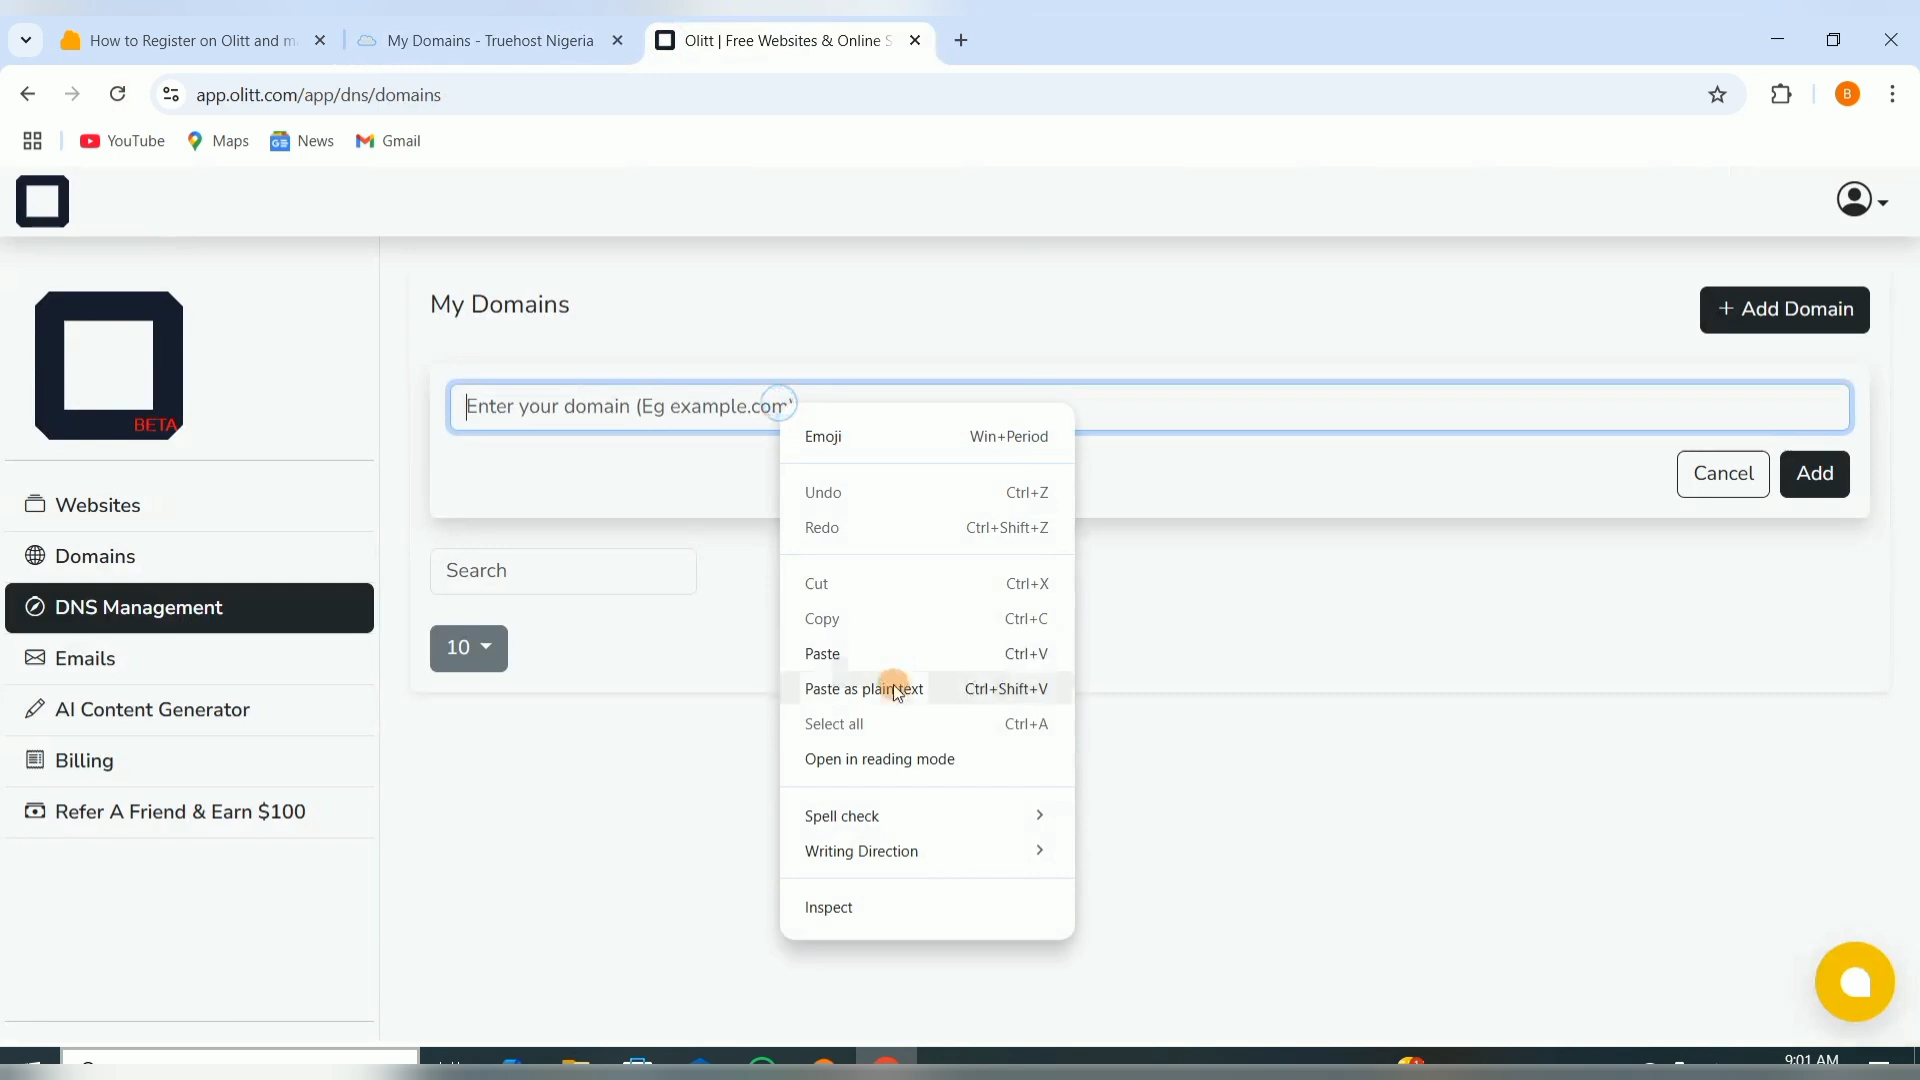 How to Register on Olitt and m
My Domains - Truehost Nigeria
Olitt | Free Websites & Online S
app.olitt.com/app/dns/domains
B
YouTube
Maps
News
Gmail
My Domains
+ Add Domain
Enter your domain (Eg example.com)
Cancel
Add
BETA
Websites
Domains
DNS Management
Emails
AI Content Generator
Billing
Refer A Friend & Earn $100
Search
10
Emoji Win+Period
Undo Ctrl+Z
Redo Ctrl+Shift+Z
Cut Ctrl+X
Copy Ctrl+C
Paste Ctrl+V
Paste as plain text Ctrl+Shift+V
Select all Ctrl+A
Open in reading mode
Spell check
Writing Direction
Inspect
9:01 AM